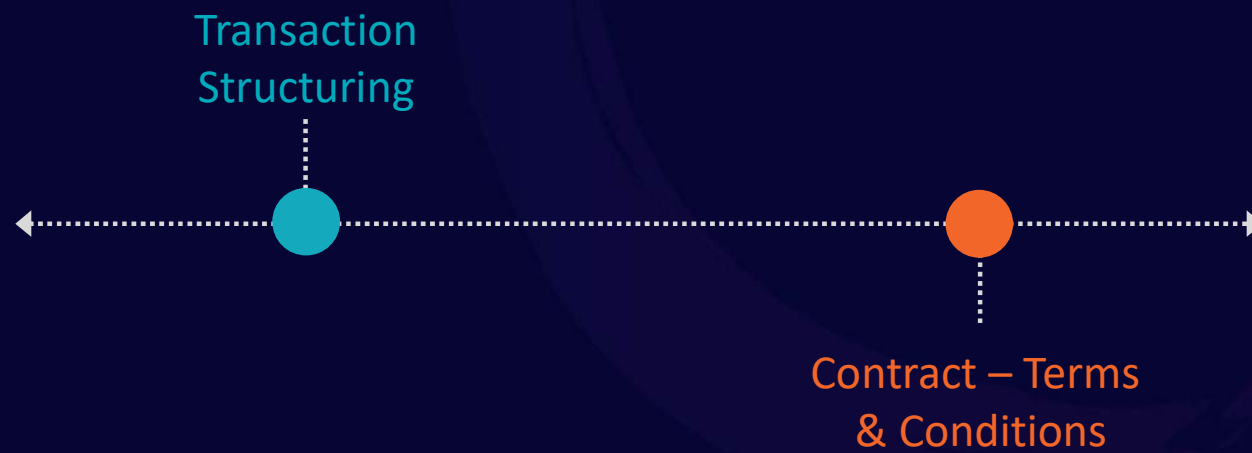 Transaction
Structuring
Contract – Terms
& Conditions